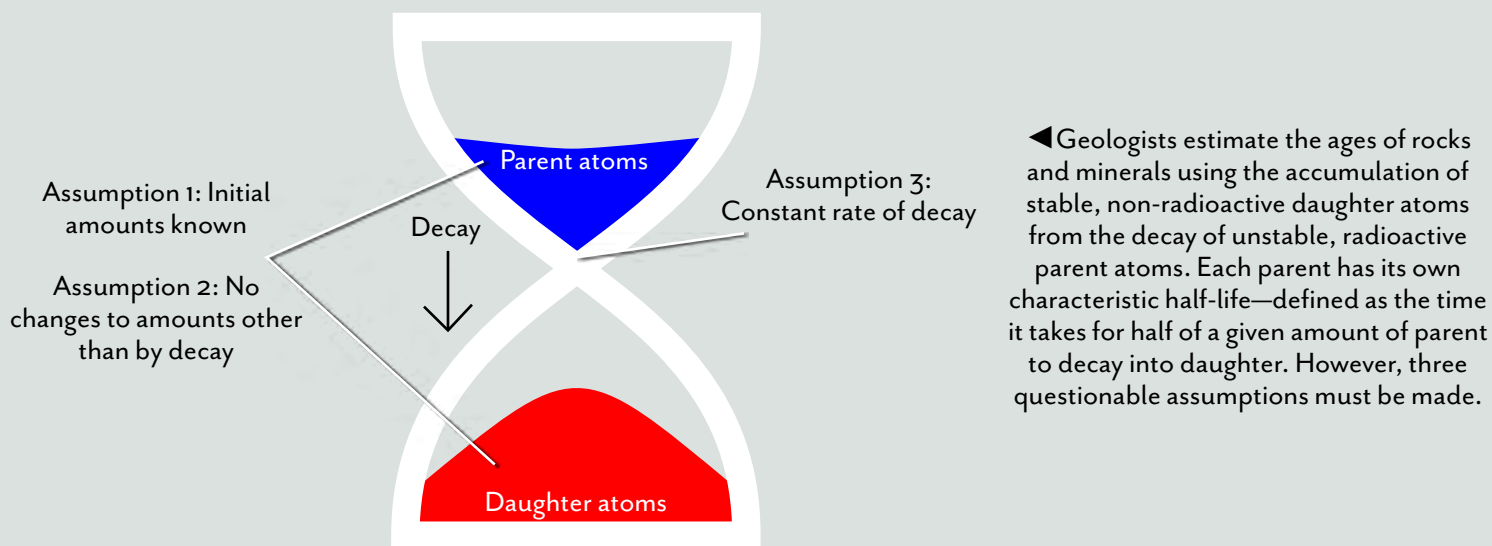 Parent atoms
Assumption 1: Initial
amounts known
Decay
Assumption 3:
Constant rate of decay
Assumption 2: No
changes to amounts other
than by decay
Daughter atoms
◀Geologists estimate the ages of rocks
and minerals using the accumulation of
stable, non-radioactive daughter atoms
from the decay of unstable, radioactive
parent atoms. Each parent has its own
characteristic half-life—defined as the time
it takes for half of a given amount of parent
to decay into daughter. However, three
questionable assumptions must be made.